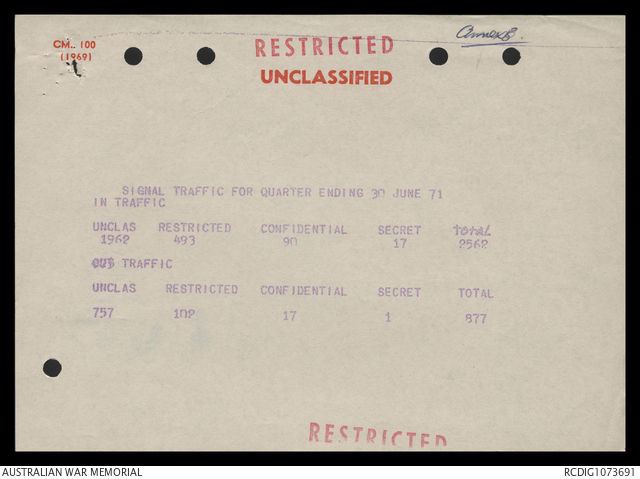 CM.. 100
(1969)
RESTRICTED
UNCLASSIFIED
Annex B.
SIGNAL TRAFFIC FOR QUARTER ENDING 30 JUNE 71
IN TRAFFIC
UNCLAS RESTRICTED CONFIDENTIAL SECRET TOTAL
1962 493 90 17 2562
OUT TRAFFIC
UNCLAS RESTRICTED CONFIDENTIAL SECRET TOTAL
757 102 17 1 877
RESTRICTED
AUSTRALIAN WAR MEMORIAL
RCDIG1073691